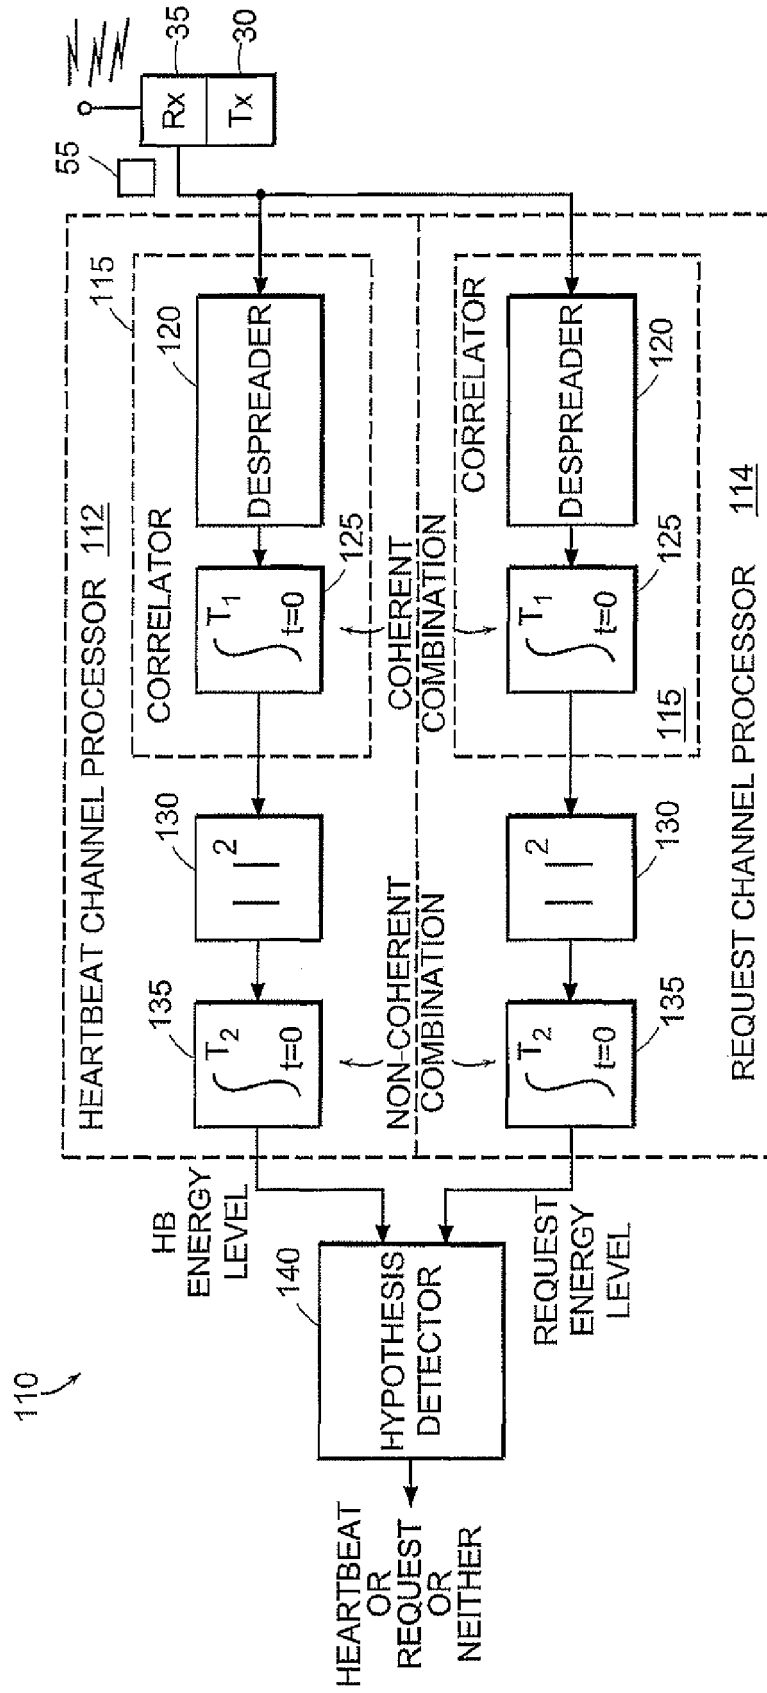 110
55
35
Rx
30
Tx
HEARTBEAT CHANNEL PROCESSOR 112
115
CORRELATOR
120
DESPREADER
125
∫ T1
t=0
130
| |2
135
∫ T2
t=0
COHERENT
COMBINATION
NON-COHERENT
COMBINATION
CORRELATOR
DESPREADER
120
∫ T1
t=0
125
115
| |2
130
∫ T2
t=0
135
REQUEST CHANNEL PROCESSOR 114
HB
ENERGY
LEVEL
REQUEST
ENERGY
LEVEL
140
HYPOTHESIS
DETECTOR
HEARTBEAT
OR
REQUEST
OR
NEITHER